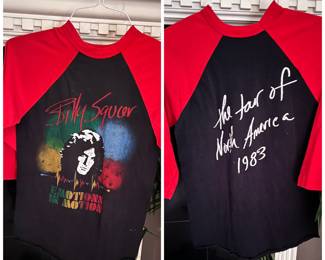 Billy Squier
EMOTIONS
IN MOTION
the tour of
North America
1983